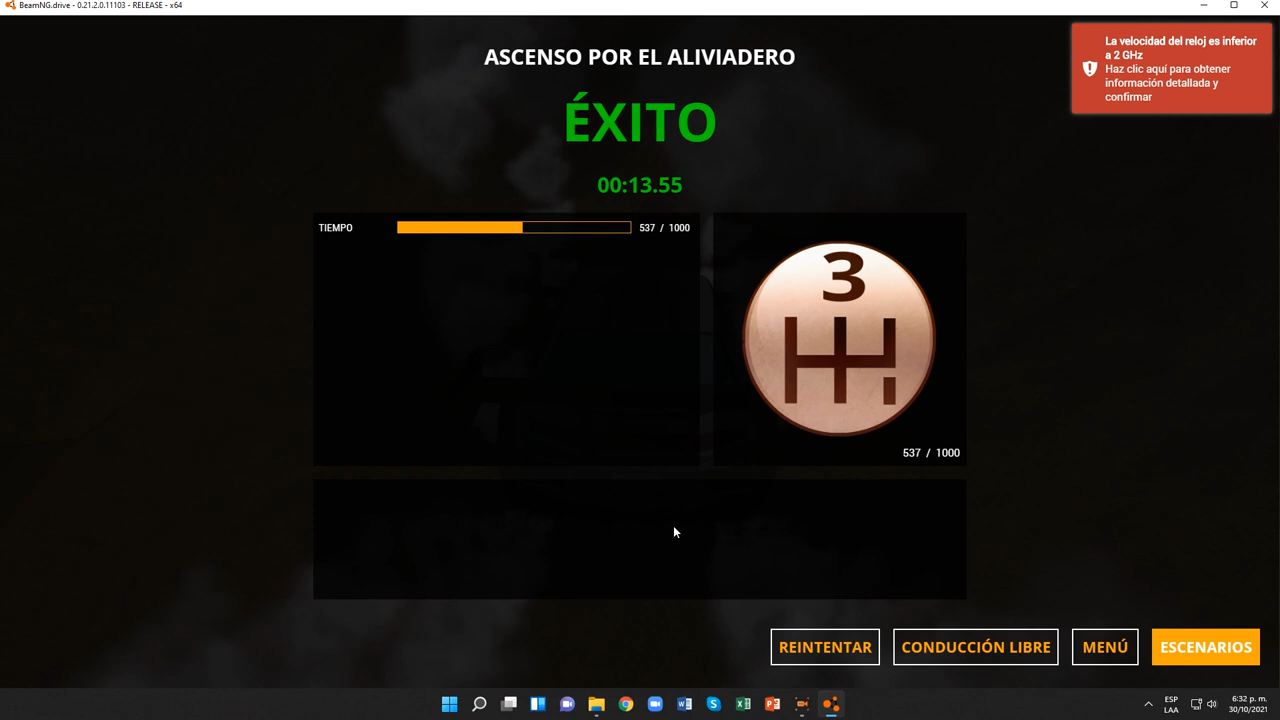 BeamNG.drive - 0.21.2.0.11103 - RELEASE - x64
La velocidad del reloj es inferior
a 2 GHz
Haz clic aquí para obtener
información detallada y
confirmar
ASCENSO POR EL ALIVIADERO
ÉXITO
00:13.55
TIEMPO 537 / 1000
3
537 / 1000
REINTENTAR CONDUCCIÓN LIBRE MENÚ ESCENARIOS
ESP
LAA
6:32 p. m.
30/10/2021